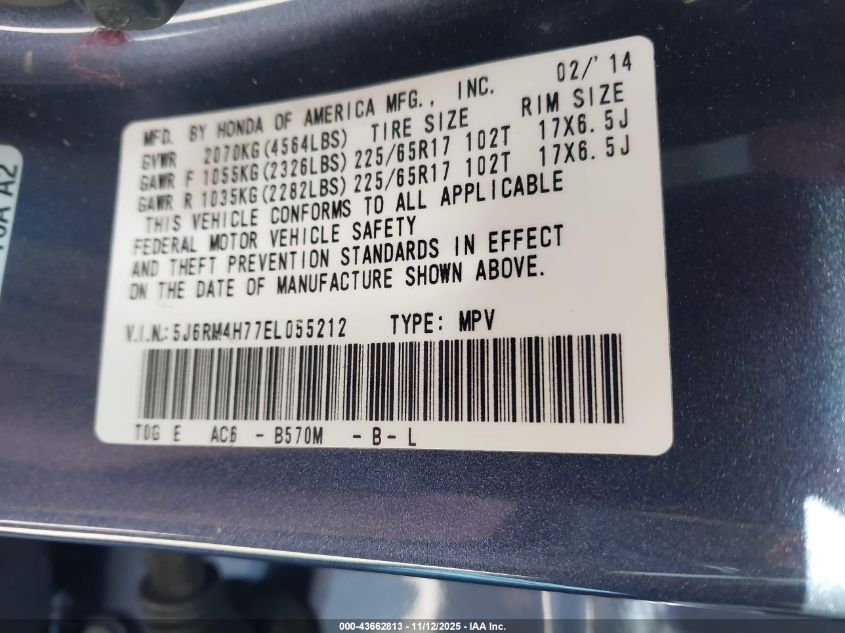 02/'14
MFD. BY HONDA OF AMERICA MFG., INC.
GVWR 2070KG(4564LBS) TIRE SIZE RIM SIZE
GAWR F 1055KG(2326LBS) 225/65R17 102T 17X6.5J
GAWR R 1035KG(2282LBS) 225/65R17 102T 17X6.5J
THIS VEHICLE CONFORMS TO ALL APPLICABLE
FEDERAL MOTOR VEHICLE SAFETY
AND THEFT PREVENTION STANDARDS IN EFFECT
ON THE DATE OF MANUFACTURE SHOWN ABOVE.
V.I.N.: 5J6RM4H77EL055212 TYPE: MPV
T0G E AC6 - B570M - B - L
000-43662813 - 11/12/2025 - IAA Inc.